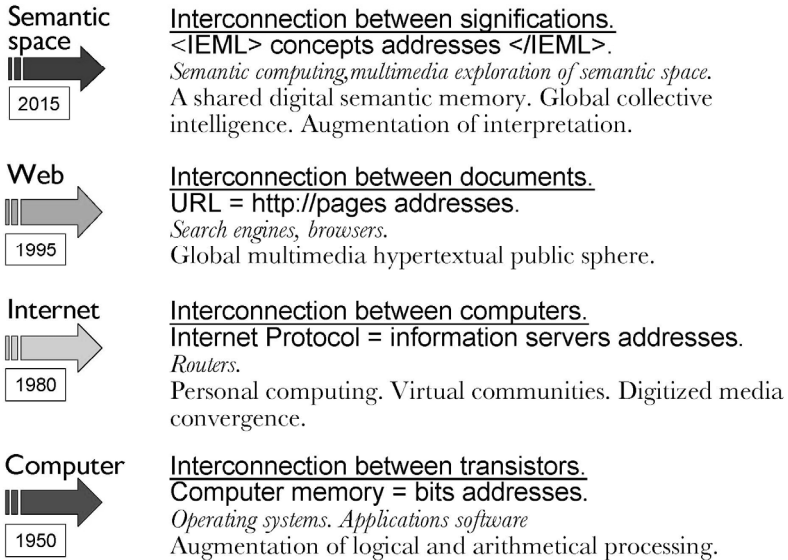 Semantic
space
2015
Interconnection between significations.
<IEML> concepts addresses </IEML>.
Semantic computing,multimedia exploration of semantic space.
A shared digital semantic memory. Global collective
intelligence. Augmentation of interpretation.
Web
1995
Interconnection between documents.
URL = http://pages addresses.
Search engines, browsers.
Global multimedia hypertextual public sphere.
Internet
1980
Interconnection between computers.
Internet Protocol = information servers addresses.
Routers.
Personal computing. Virtual communities. Digitized media
convergence.
Computer
1950
Interconnection between transistors.
Computer memory = bits addresses.
Operating systems. Applications software
Augmentation of logical and arithmetical processing.